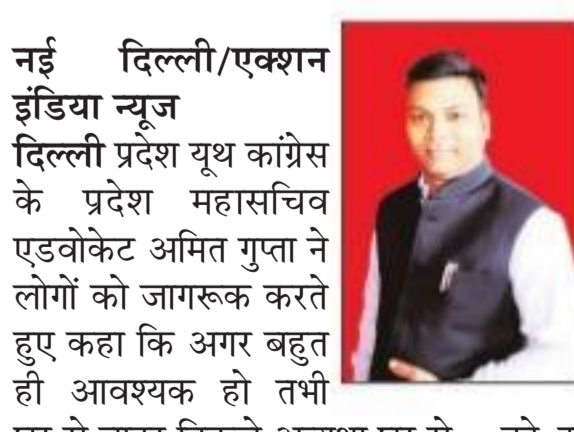 नई दिल्ली/एक्शन
इंडिया न्यूज
दिल्ली प्रदेश यूथ कांग्रेस
के प्रदेश महासचिव
एडवोकेट अमित गुप्ता ने
लोगों को जागरूक करते
हुए कहा कि अगर बहुत
ही आवश्यक हो तभी